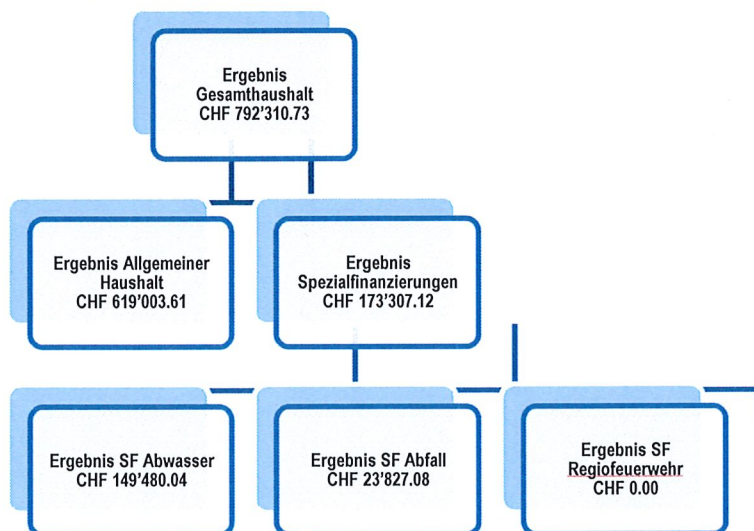 Ergebnis
Gesamthaushalt
CHF 792'310.73
Ergebnis Allgemeiner
Haushalt
CHF 619'003.61
Ergebnis
Spezialfinanzierungen
CHF 173'307.12
Ergebnis SF Abwasser
CHF 149'480.04
Ergebnis SF Abfall
CHF 23'827.08
Ergebnis SF
Regiofeuerwehr
CHF 0.00